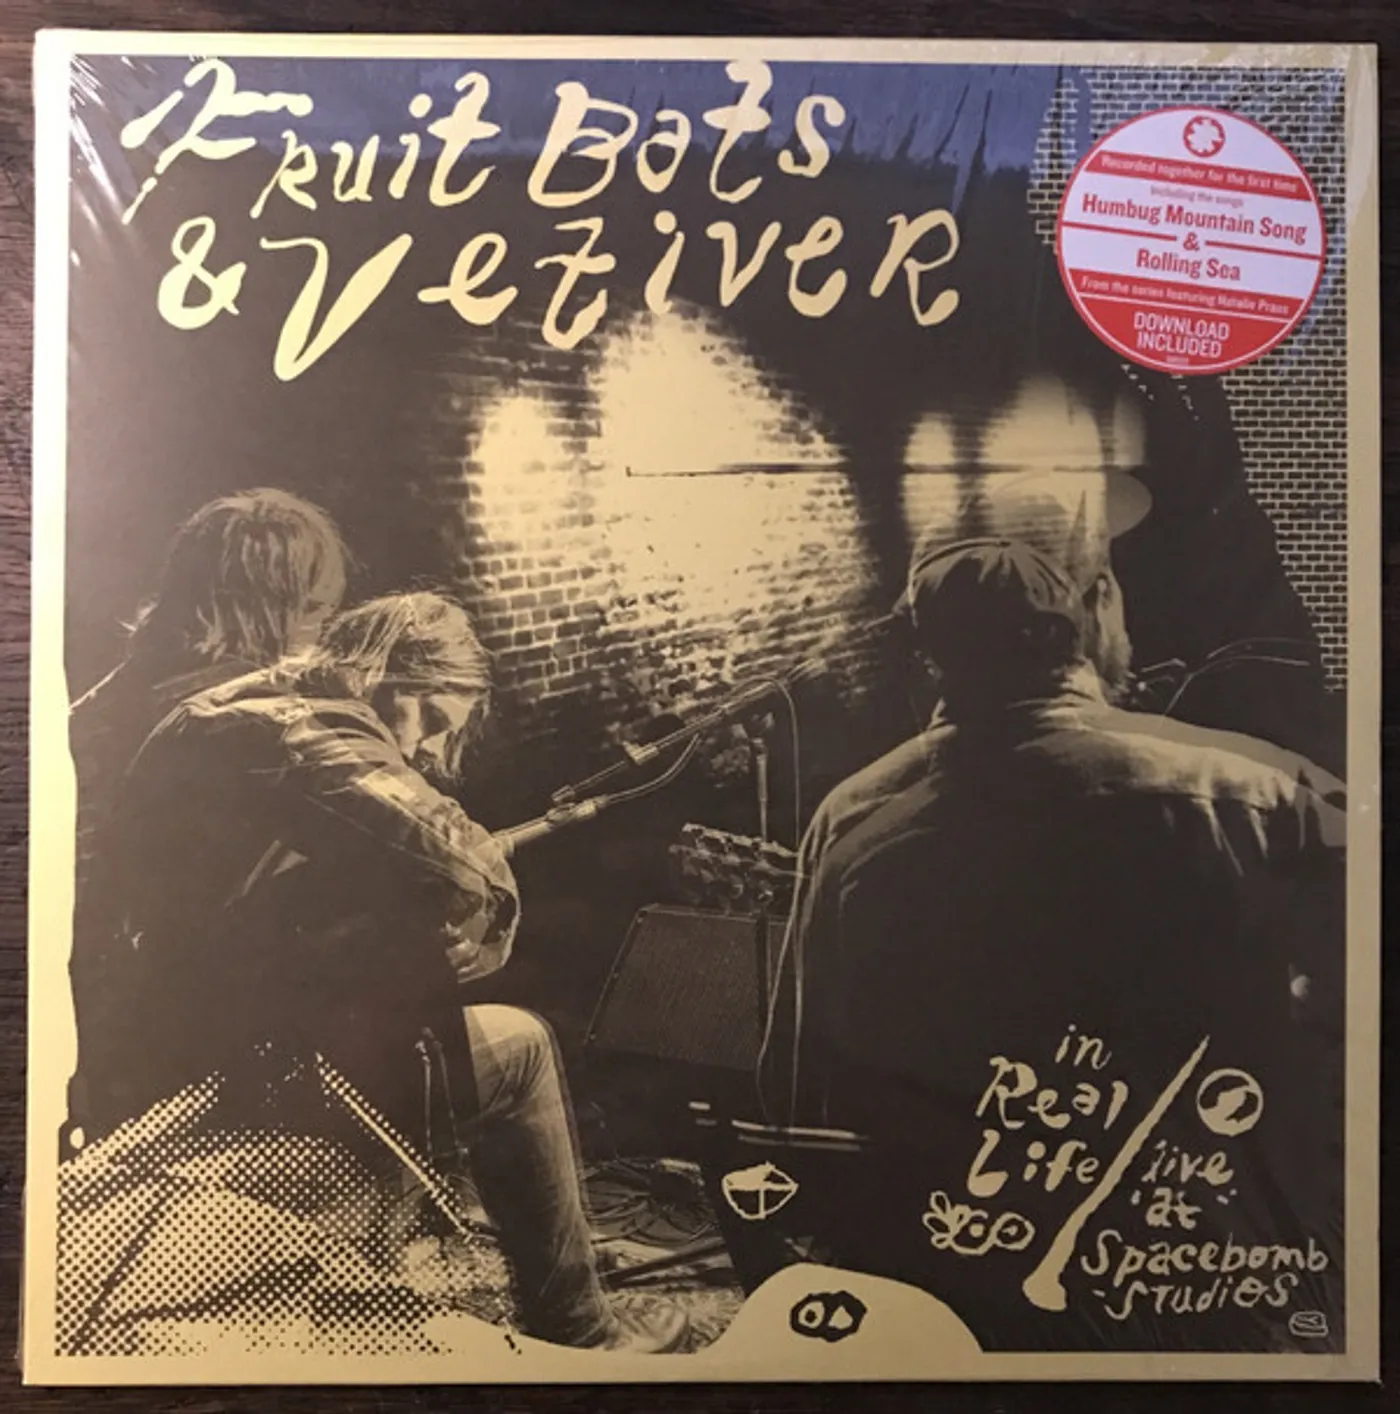 Fruit Bats
& Vetiver
Recorded together for the first time
Including the songs
Humbug Mountain Song
&
Rolling Sea
From the series featuring Natalie Prass
DOWNLOAD
INCLUDED
in
Real
Life
2
live
"at"
Spacebomb
-Studios